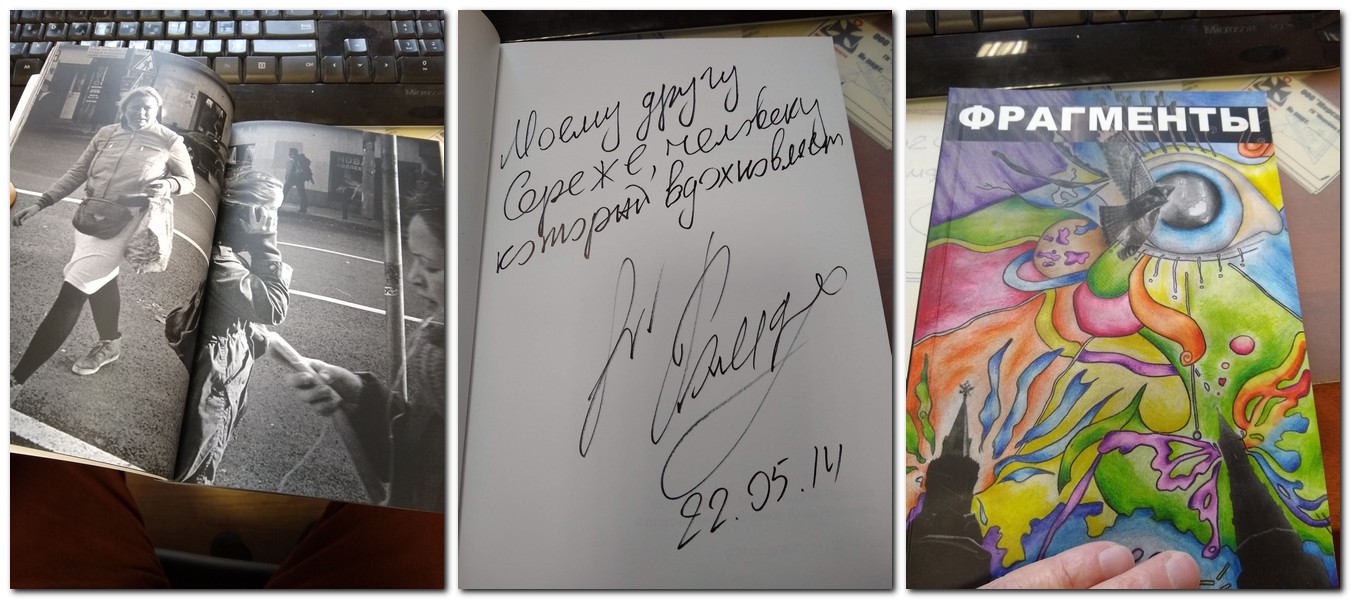 Моему другу
Сереже, человеку
который вдохновляет
22.05.14
ФРАГМЕНТЫ